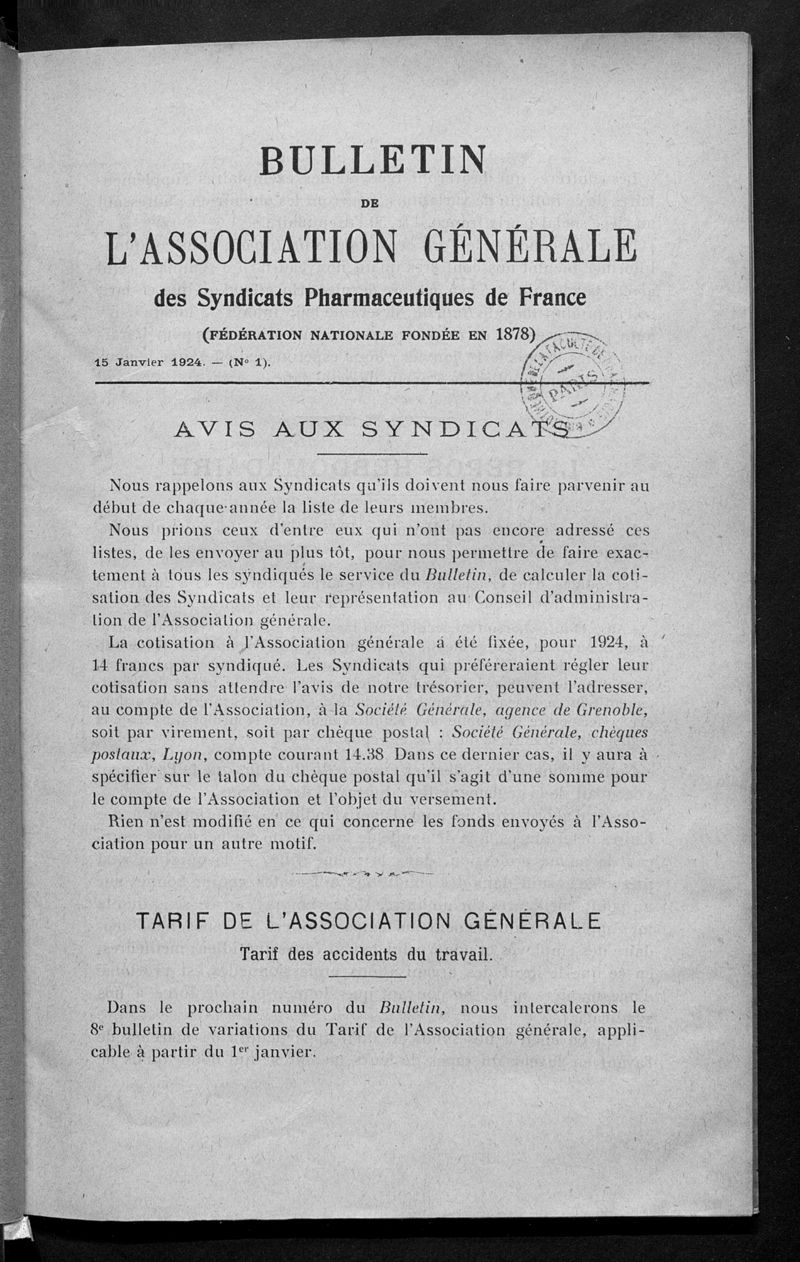 BULLETIN
DE
L'ASSOCIATION GÉNÉRALE
des Syndicats Pharmaceutiques de France
(FÉDÉRATION NATIONALE FONDÉE EN 1878)
15 Janvier 1924. — (N° 1).
DE LA FACULTÉ DE
PARIS
AVIS AUX SYNDICATS
Nous rappelons aux Syndicats qu'ils doivent nous faire parvenir au
début de chaque année la liste de leurs membres.
Nous prions ceux d'entre eux qui n'ont pas encore adressé ces
listes, de les envoyer au plus tôt, pour nous permettre de faire exac-
tement à tous les syndiqués le service du Bulletin, de calculer la coti-
sation des Syndicats et leur représentation au Conseil d'administra-
tion de l'Association générale.
La cotisation à l'Association générale a été fixée, pour 1924, à
14 francs par syndiqué. Les Syndicats qui préféreraient régler leur
cotisation sans attendre l'avis de notre trésorier, peuvent l'adresser,
au compte de l'Association, à la Société Générale, agence de Grenoble,
soit par virement, soit par chèque postal : Société Générale, chèques
postaux, Lyon, compte courant 14.38 Dans ce dernier cas, il y aura à
spécifier sur le talon du chèque postal qu'il s'agit d'une somme pour
le compte de l'Association et l'objet du versement.
Rien n'est modifié en ce qui concerne les fonds envoyés à l'Asso-
ciation pour un autre motif.
TARIF DE L'ASSOCIATION GÉNÉRALE
Tarif des accidents du travail.
Dans le prochain numéro du Bulletin, nous intercalerons le
8e bulletin de variations du Tarif de l'Association générale, appli-
cable à partir du 1er janvier.